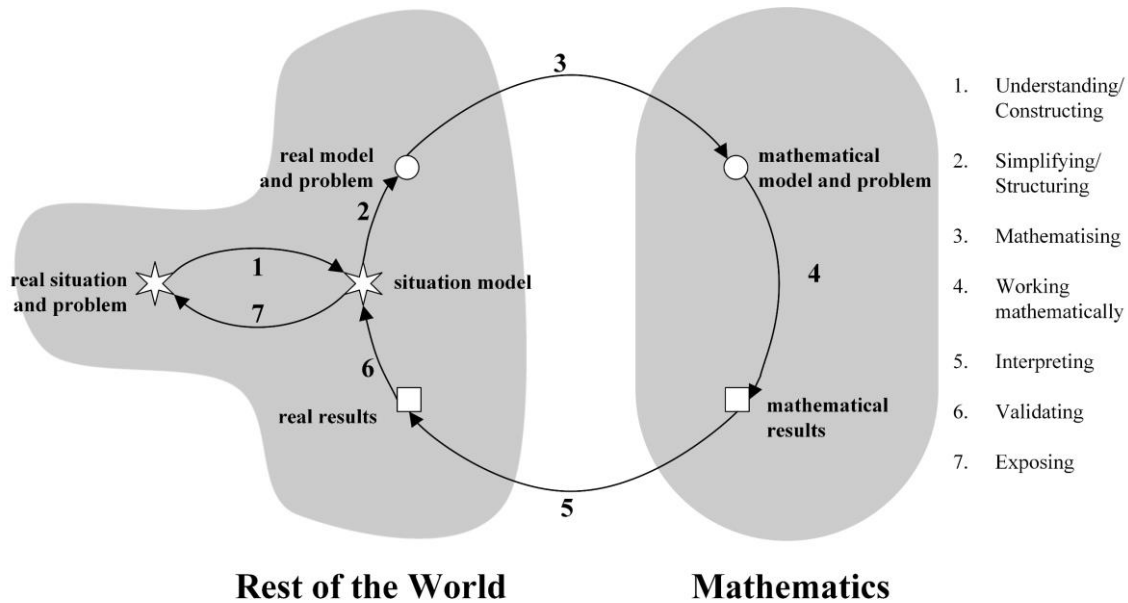 3
real model
and problem
mathematical
model and problem
2
real situation
and problem
1
situation model
4
7
6
real results
mathematical
results
5
Rest of the World
Mathematics
1. Understanding/
Constructing
2. Simplifying/
Structuring
3. Mathematising
4. Working
mathematically
5. Interpreting
6. Validating
7. Exposing